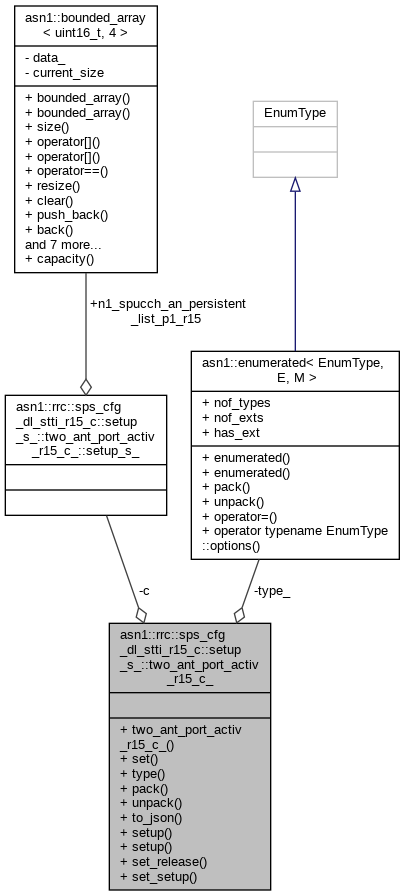 asn1::bounded_array
< uint16_t, 4 >
- data_
- current_size
+ bounded_array()
+ bounded_array()
+ size()
+ operator[]()
+ operator[]()
+ operator==()
+ resize()
+ clear()
+ push_back()
+ back()
and 7 more...
+ capacity()
EnumType
+n1_spucch_an_persistent
_list_p1_r15
asn1::enumerated< EnumType,
E, M >
+ nof_types
+ nof_exts
+ has_ext
+ enumerated()
+ enumerated()
+ pack()
+ unpack()
+ operator=()
+ operator typename EnumType
::options()
asn1::rrc::sps_cfg
_dl_stti_r15_c::setup
_s_::two_ant_port_activ
_r15_c_::setup_s_
-c
-type_
asn1::rrc::sps_cfg
_dl_stti_r15_c::setup
_s_::two_ant_port_activ
_r15_c_
+ two_ant_port_activ
_r15_c_()
+ set()
+ type()
+ pack()
+ unpack()
+ to_json()
+ setup()
+ setup()
+ set_release()
+ set_setup()